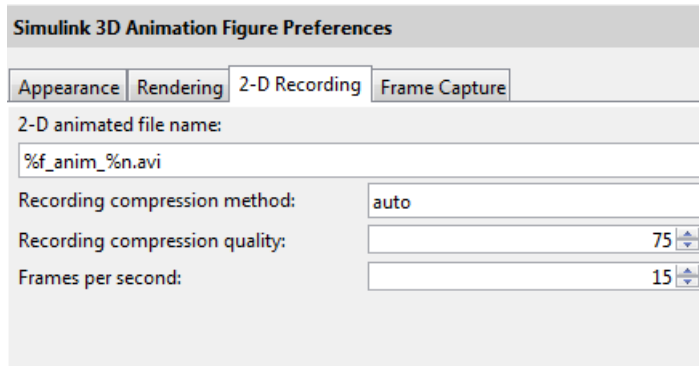 Simulink 3D Animation Figure Preferences
Appearance Rendering 2-D Recording Frame Capture
2-D animated file name:
%f_anim_%n.avi
Recording compression method: auto
Recording compression quality: 75
Frames per second: 15